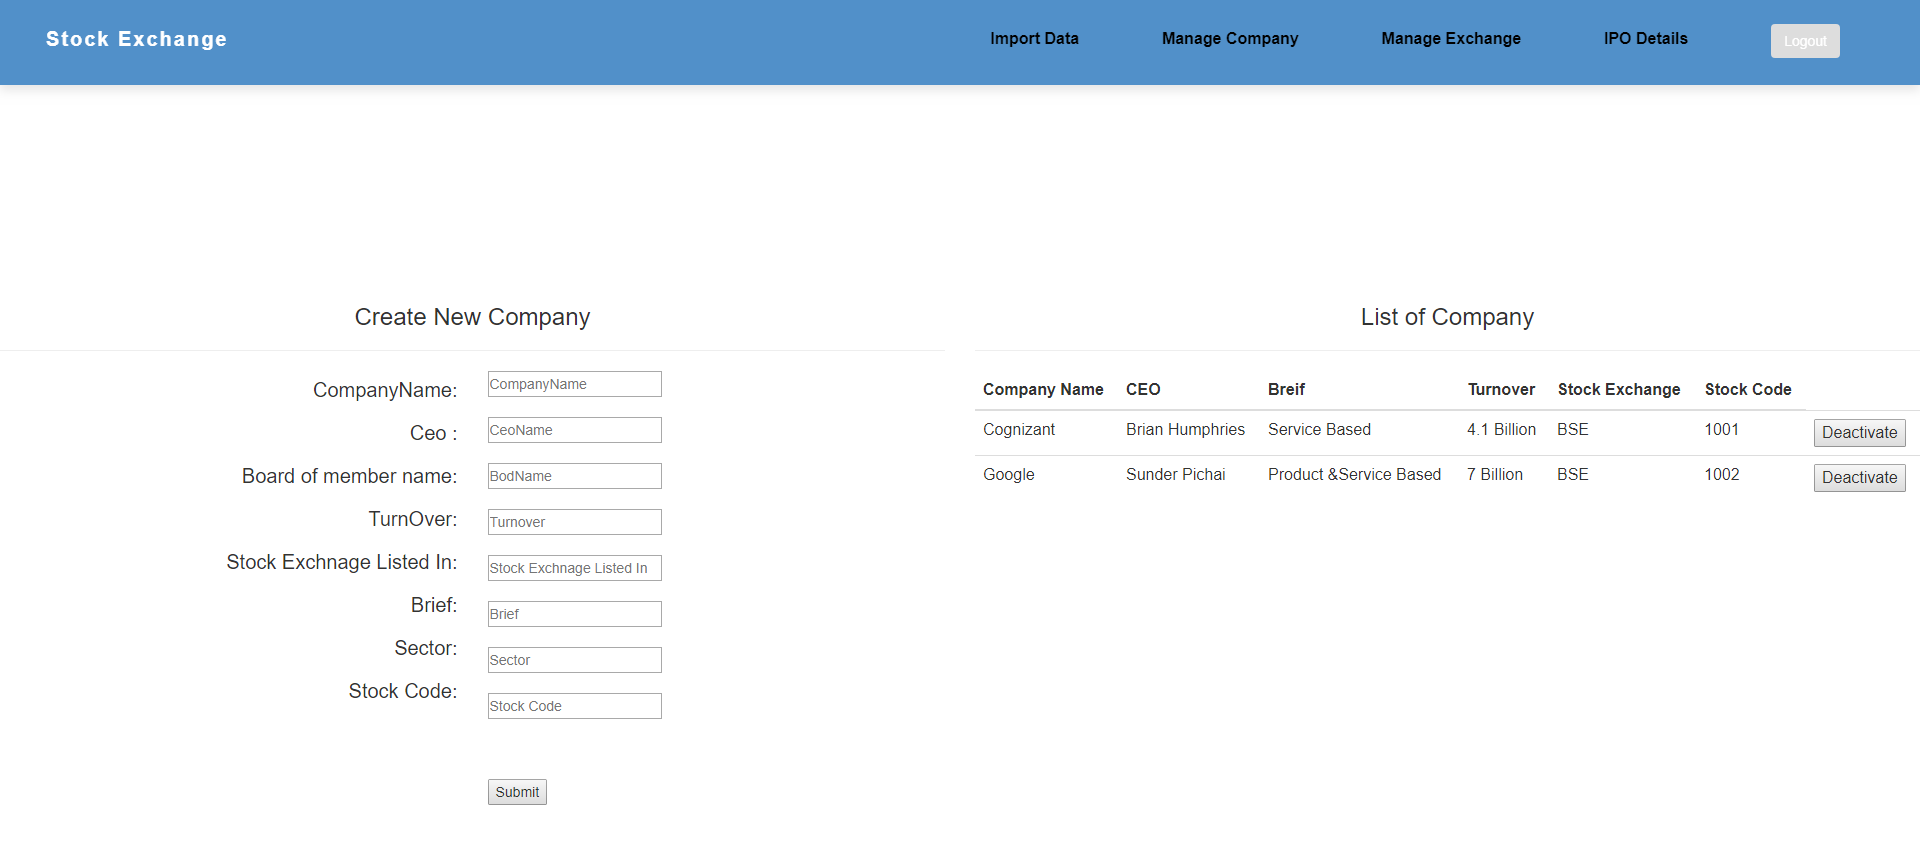 Stock Exchange
Import Data
Manage Company
Manage Exchange
IPO Details
Logout
Create New Company
CompanyName:
CompanyName
Ceo :
CeoName
Board of member name:
BodName
TurnOver:
Turnover
Stock Exchnage Listed In:
Stock Exchnage Listed In
Brief:
Brief
Sector:
Sector
Stock Code:
Stock Code
Submit
List of Company
Company Name CEO Breif Turnover Stock Exchange Stock Code
Cognizant Brian Humphries Service Based 4.1 Billion BSE 1001 Deactivate
Google Sunder Pichai Product &Service Based 7 Billion BSE 1002 Deactivate